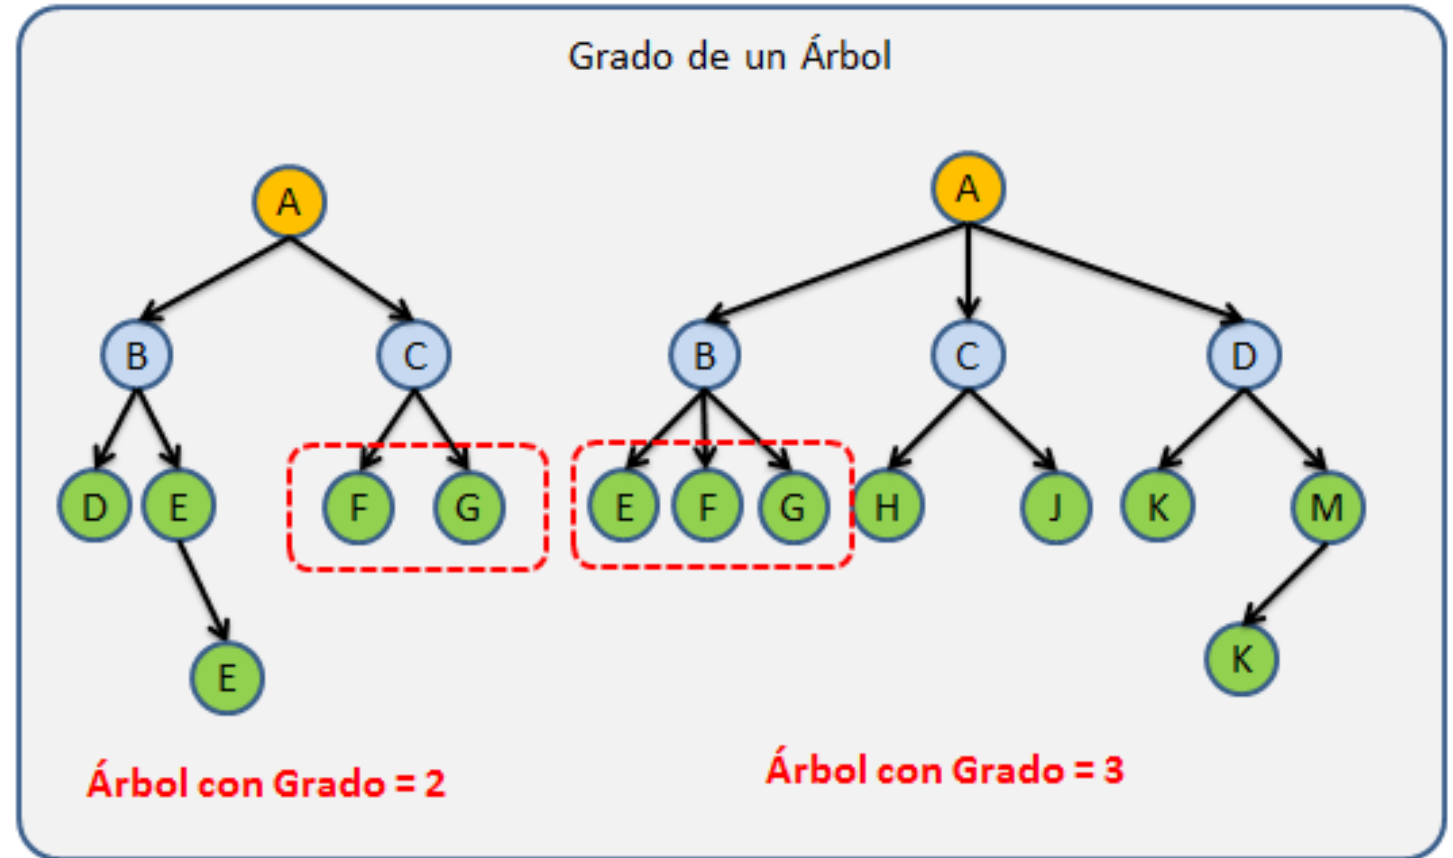 Grado de un Árbol
A
A
B
C
B
C
D
D
E
F
G
E
F
G
H
J
K
M
E
K
Árbol con Grado = 2
Árbol con Grado = 3